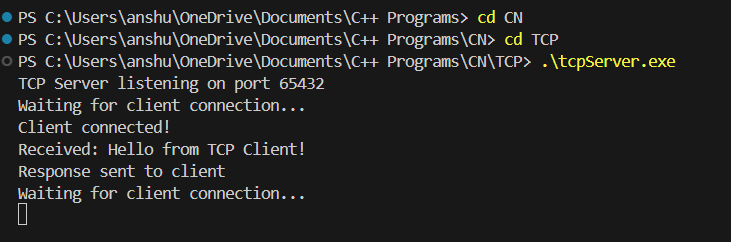 PS C:\Users\anshu\OneDrive\Documents\C++ Programs> cd CN
PS C:\Users\anshu\OneDrive\Documents\C++ Programs\CN> cd TCP
PS C:\Users\anshu\OneDrive\Documents\C++ Programs\CN\TCP> .\tcpServer.exe
TCP Server listening on port 65432
Waiting for client connection...
Client connected!
Received: Hello from TCP Client!
Response sent to client
Waiting for client connection...